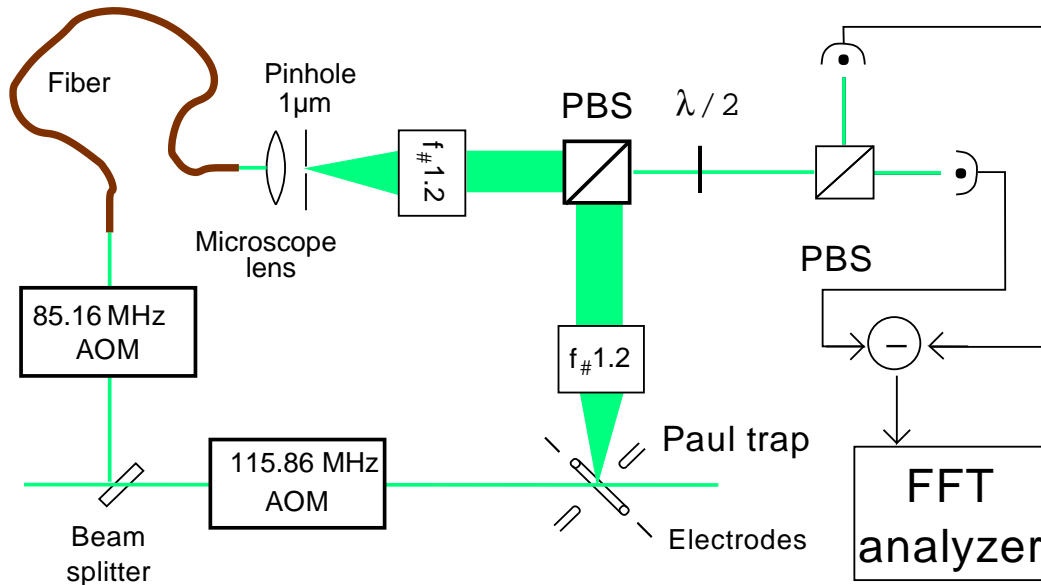 Fiber
Pinhole
1µm
Microscope
lens
f#1.2
PBS
λ/2
PBS
85.16 MHz
AOM
f#1.2
−
115.86 MHz
AOM
Paul trap
Electrodes
Beam
splitter
FFT
analyzer